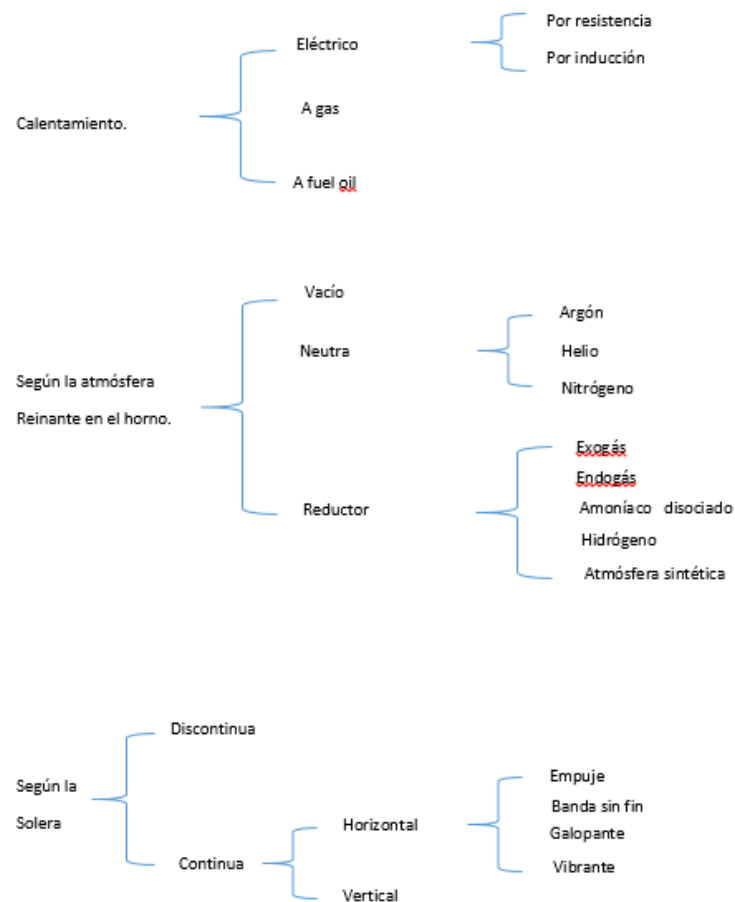 Calentamiento.
Eléctrico
Por resistencia
Por inducción
A gas
A fuel oil
Según la atmósfera
Reinante en el horno.
Vacío
Neutra
Argón
Helio
Nitrógeno
Reductor
Exogás
Endogás
Amoníaco disociado
Hidrógeno
Atmósfera sintética
Según la
Solera
Discontinua
Continua
Horizontal
Empuje
Banda sin fin
Galopante
Vibrante
Vertical